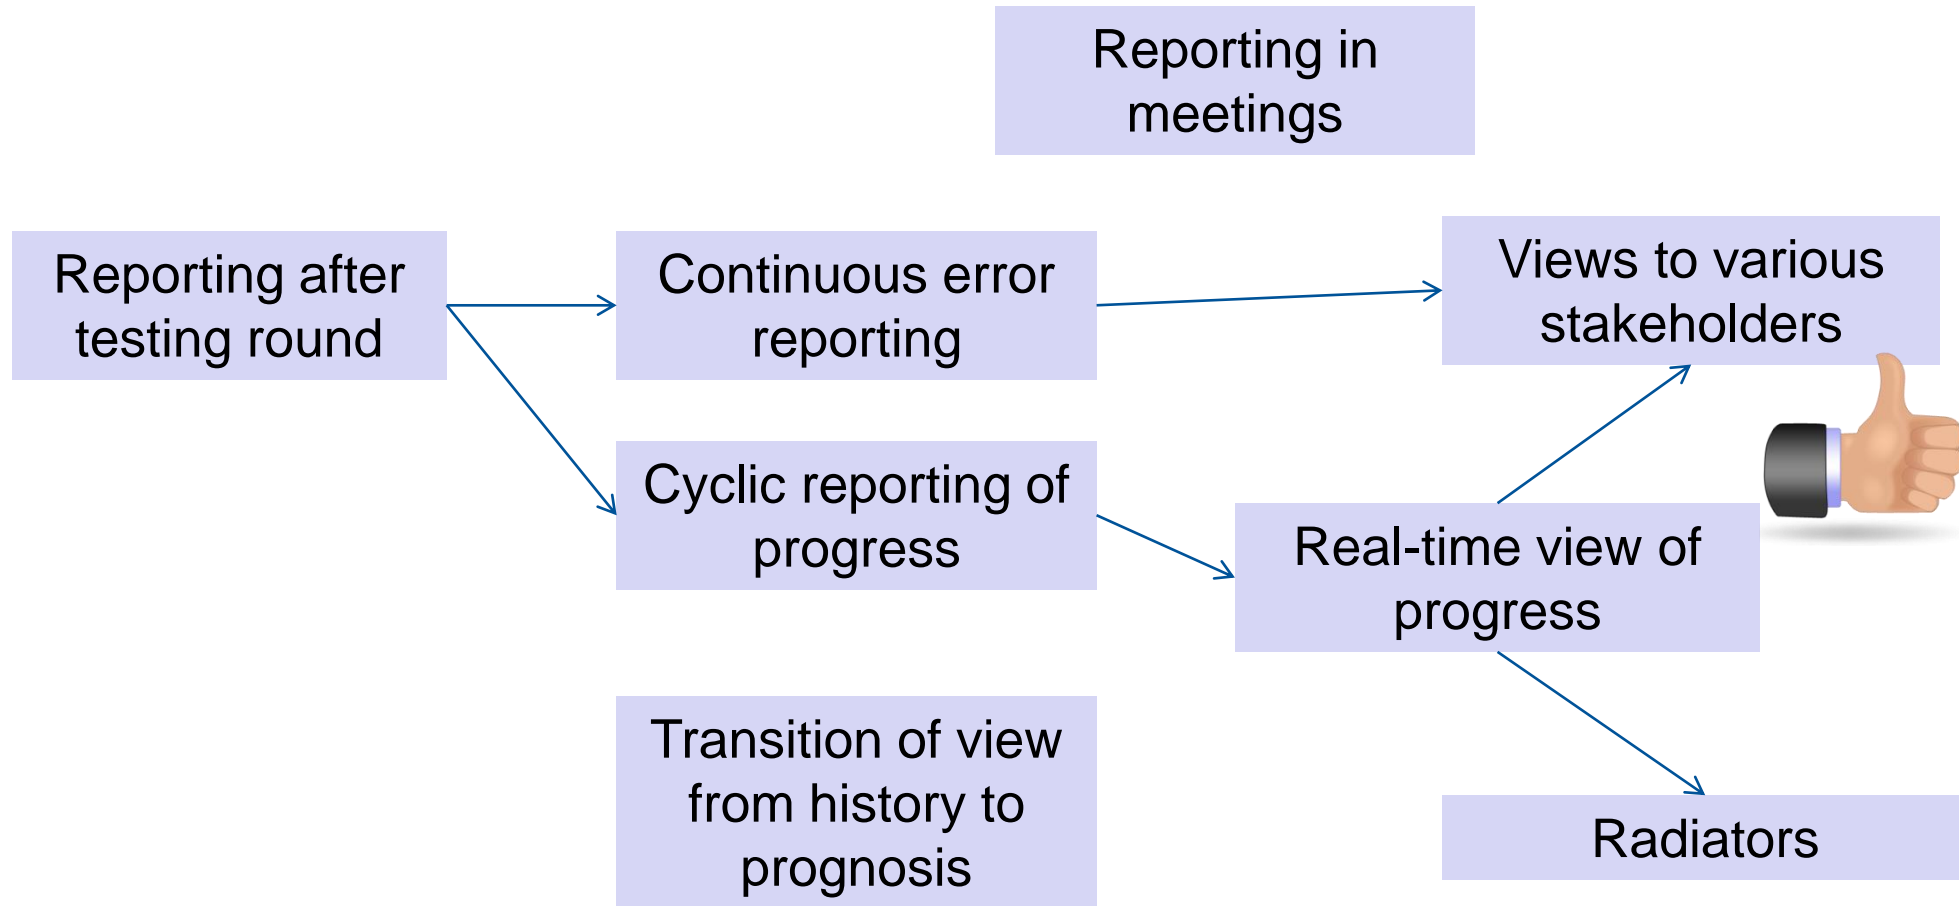 Reporting in
meetings
Reporting after
testing round
Continuous error
reporting
Views to various
stakeholders
Cyclic reporting of
progress
Real-time view of
progress
Transition of view
from history to
prognosis
Radiators